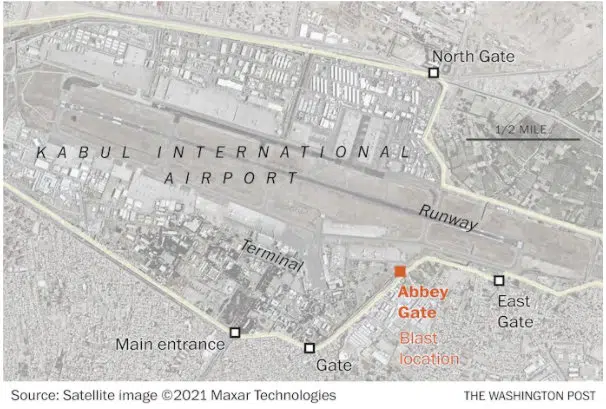 North Gate
1/2 MILE
KABUL INTERNATIONAL
AIRPORT
Runway
Terminal
Abbey
Gate
Blast
location
East
Gate
Main entrance
Gate
Source: Satellite image ©2021 Maxar Technologies
THE WASHINGTON POST